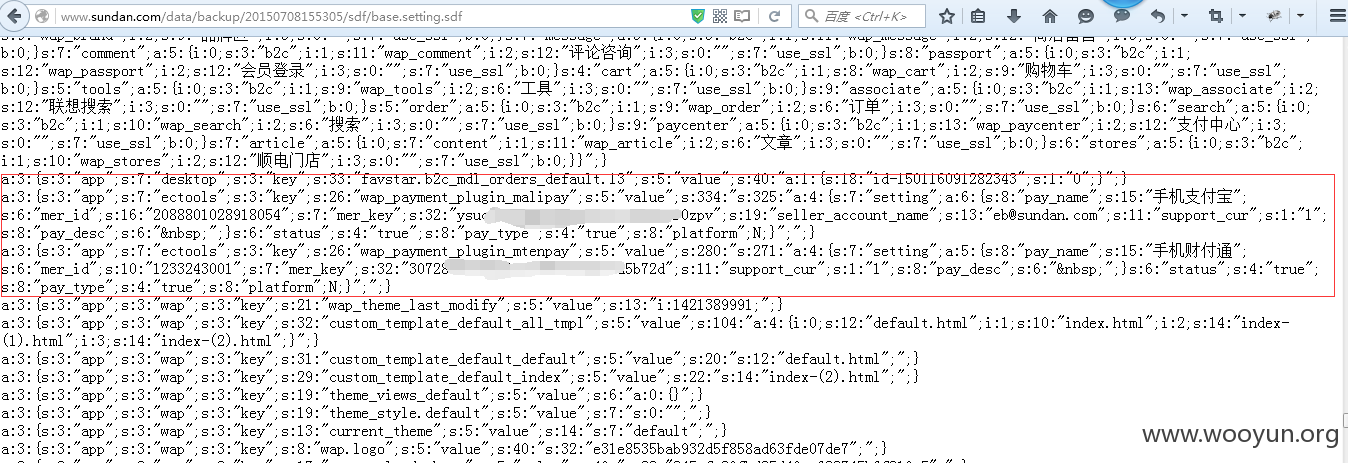 www.sundan.com/data/backup/20150708155305/sdf/base.setting.sdf
百度 <Ctrl+K>
b:0;}s:7:"comment";a:5:{i:0;s:3:"b2c";i:1;s:11:"wap_comment";i:2;s:12:"评论咨询";i:3;s:0:"";s:7:"use_ssl";b:0;}s:8:"passport";a:5:{i:0;s:3:"b2c";i:1;
s:12:"wap_passport";i:2;s:12:"会员登录";i:3;s:0:"";s:7:"use_ssl";b:0;}s:4:"cart";a:5:{i:0;s:3:"b2c";i:1;s:8:"wap_cart";i:2;s:9:"购物车";i:3;s:0:"";s:7:"use_ssl";
b:0;}s:5:"tools";a:5:{i:0;s:3:"b2c";i:1;s:9:"wap_tools";i:2;s:6:"工具";i:3;s:0:"";s:7:"use_ssl";b:0;}s:9:"associate";a:5:{i:0;s:3:"b2c";i:1;s:13:"wap_associate";i:2;
s:12:"联想搜索";i:3;s:0:"";s:7:"use_ssl";b:0;}s:5:"order";a:5:{i:0;s:3:"b2c";i:1;s:9:"wap_order";i:2;s:6:"订单";i:3;s:0:"";s:7:"use_ssl";b:0;}s:6:"search";a:5:{i:0;
s:3:"b2c";i:1;s:10:"wap_search";i:2;s:6:"搜索";i:3;s:0:"";s:7:"use_ssl";b:0;}s:9:"paycenter";a:5:{i:0;s:3:"b2c";i:1;s:13:"wap_paycenter";i:2;s:12:"支付中心";i:3;
s:0:"";s:7:"use_ssl";b:0;}s:7:"article";a:5:{i:0;s:7:"content";i:1;s:11:"wap_article";i:2;s:6:"文章";i:3;s:0:"";s:7:"use_ssl";b:0;}s:6:"stores";a:5:{i:0;s:3:"b2c";
i:1;s:10:"wap_stores";i:2;s:12:"顺电门店";i:3;s:0:"";s:7:"use_ssl";b:0;}}";}
a:3:{s:3:"app";s:7:"desktop";s:3:"key";s:33:"favstar.b2c_mdl_orders_default.13";s:5:"value";s:40:"a:1:{s:18:"id-150116091282343";s:1:"0";}";}
a:3:{s:3:"app";s:7:"ectools";s:3:"key";s:26:"wap_payment_plugin_malipay";s:5:"value";s:334:"s:325:"a:4:{s:7:"setting";a:6:{s:8:"pay_name";s:15:"手机支付宝";
s:6:"mer_id";s:16:"2088801028918054";s:7:"mer_key";s:32:"ysuc 0zpv";s:19:"seller_account_name";s:13:"eb@sundan.com";s:11:"support_cur";s:1:"1";
s:8:"pay_desc";s:6:"&nbsp;";}s:6:"status";s:4:"true";s:8:"pay_type ;s:4:"true";s:8:"platform";N;}";";}
a:3:{s:3:"app";s:7:"ectools";s:3:"key";s:26:"wap_payment_plugin_mtenpay";s:5:"value";s:280:"s:271:"a:4:{s:7:"setting";a:5:{s:8:"pay_name";s:15:"手机财付通";
s:6:"mer_id";s:10:"1233243001";s:7:"mer_key";s:32:"30728 5b72d";s:11:"support_cur";s:1:"1";s:8:"pay_desc";s:6:"&nbsp;";}s:6:"status";s:4:"true";
s:8:"pay_type";s:4:"true";s:8:"platform";N;}";";}
a:3:{s:3:"app";s:3:"wap";s:3:"key";s:21:"wap_theme_last_modify";s:5:"value";s:13:"i:1421389991;";}
a:3:{s:3:"app";s:3:"wap";s:3:"key";s:32:"custom_template_default_all_tmpl";s:5:"value";s:104:"a:4:{i:0;s:12:"default.html";i:1;s:10:"index.html";i:2;s:14:"index-
(1).html";i:3;s:14:"index-(2).html";}";}
a:3:{s:3:"app";s:3:"wap";s:3:"key";s:31:"custom_template_default_default";s:5:"value";s:20:"s:12:"default.html";";}
a:3:{s:3:"app";s:3:"wap";s:3:"key";s:29:"custom_template_default_index";s:5:"value";s:22:"s:14:"index-(2).html";";}
a:3:{s:3:"app";s:3:"wap";s:3:"key";s:19:"theme_views_default";s:5:"value";s:6:"a:0:{}";}
a:3:{s:3:"app";s:3:"wap";s:3:"key";s:19:"theme_style.default";s:5:"value";s:7:"s:0:"";";}
a:3:{s:3:"app";s:3:"wap";s:3:"key";s:13:"current_theme";s:5:"value";s:14:"s:7:"default";";}
a:3:{s:3:"app";s:3:"wap";s:3:"key";s:8:"wap.logo";s:5:"value";s:40:"s:32:"e31e8535bab932d5f858ad63fde07de7";";}
www.wooyun.org